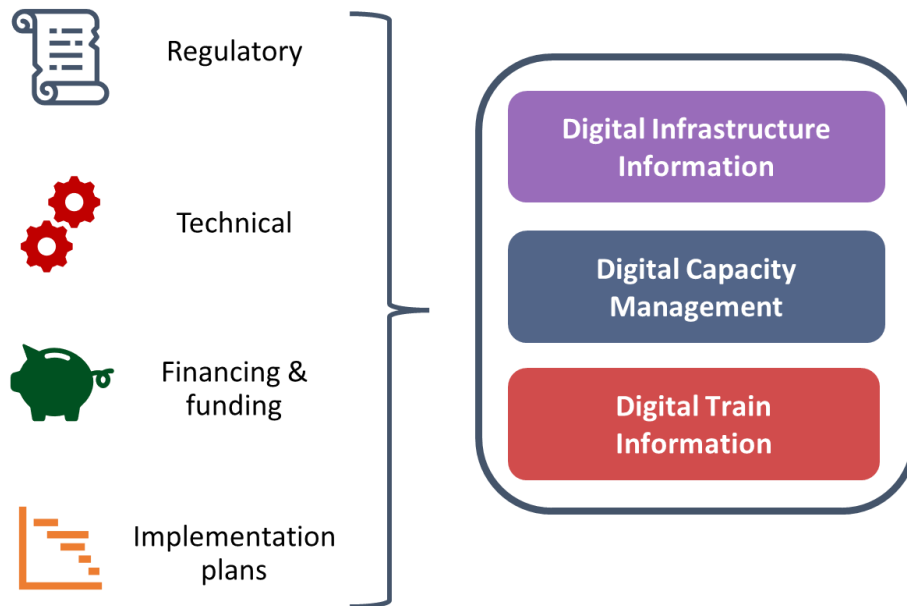 Regulatory
Technical
Financing &
funding
Implementation
plans
Digital Infrastructure
Information
Digital Capacity
Management
Digital Train
Information